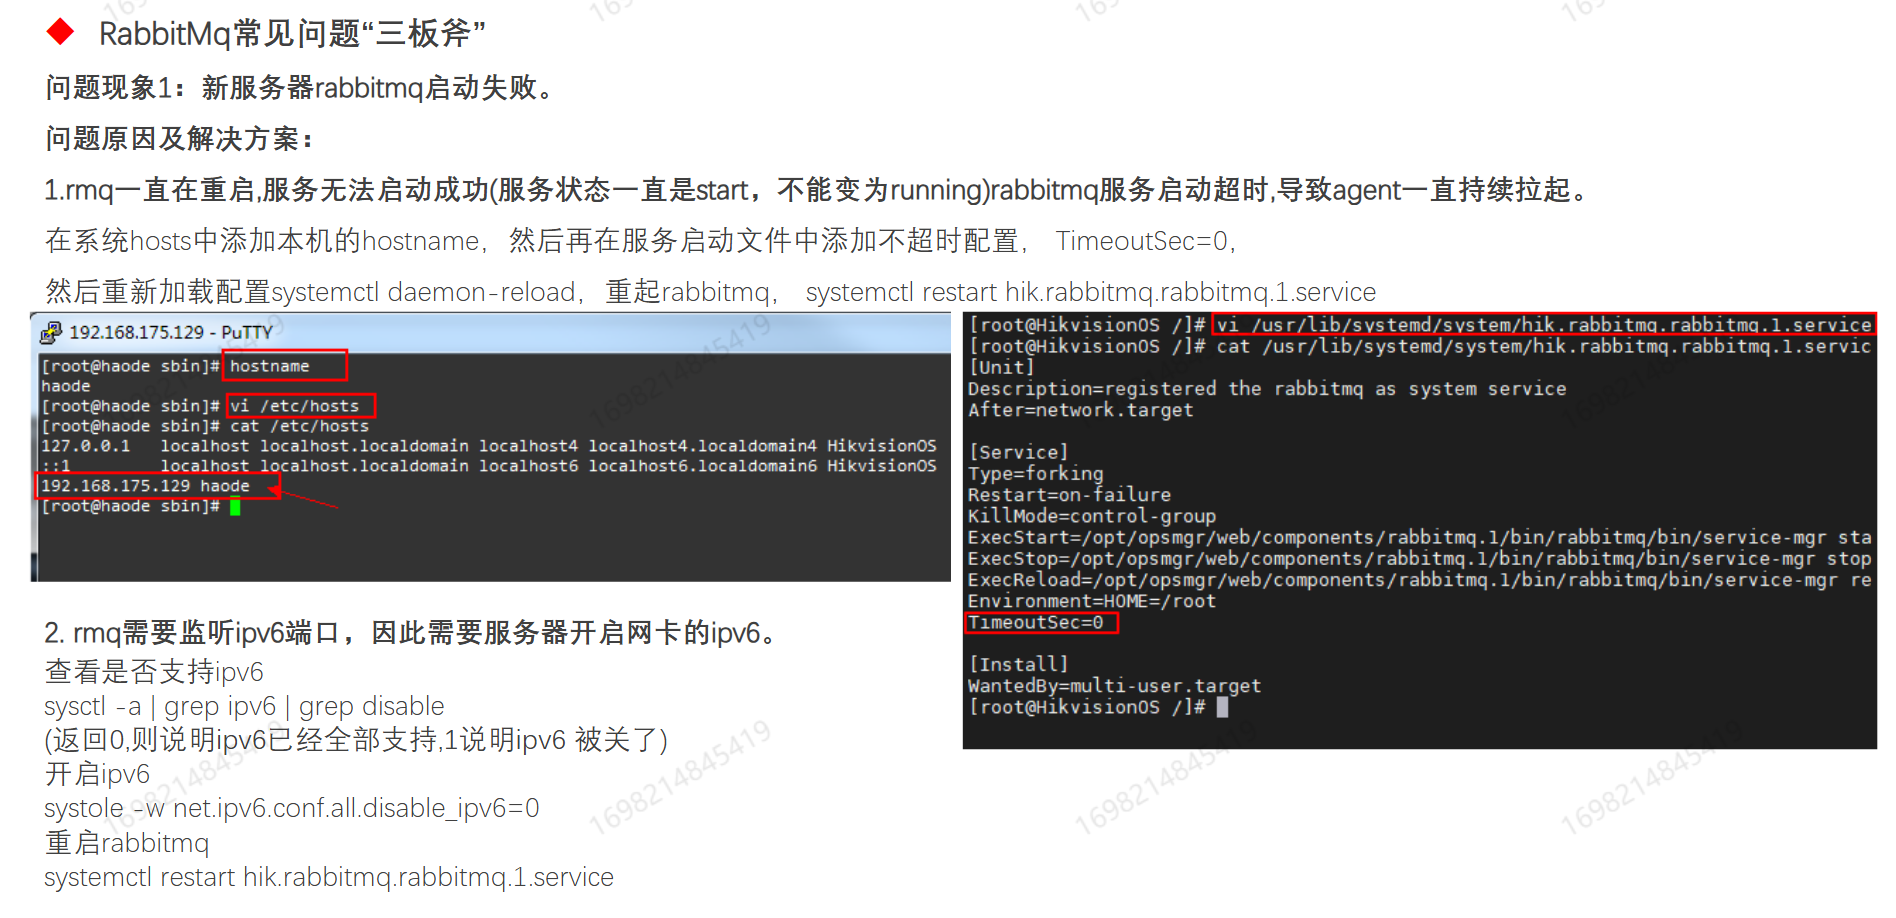 RabbitMq常见问题“三板斧”
问题现象1：新服务器rabbitmq启动失败。
问题原因及解决方案：
1.rmq一直在重启,服务无法启动成功(服务状态一直是start，不能变为running)rabbitmq服务启动超时,导致agent一直持续拉起。
在系统hosts中添加本机的hostname，然后再在服务启动文件中添加不超时配置， TimeoutSec=0，
然后重新加载配置systemctl daemon-reload，重起rabbitmq， systemctl restart hik.rabbitmq.rabbitmq.1.service
192.168.175.129 - PuTTY
[root@haode sbin]# hostname
haode
[root@haode sbin]# vi /etc/hosts
[root@haode sbin]# cat /etc/hosts
127.0.0.1   localhost localhost.localdomain localhost4 localhost4.localdomain4 HikvisionOS
::1         localhost localhost.localdomain localhost6 localhost6.localdomain6 HikvisionOS
192.168.175.129 haode
[root@haode sbin]#
[root@HikvisionOS /]# vi /usr/lib/systemd/system/hik.rabbitmq.rabbitmq.1.service
[root@HikvisionOS /]# cat /usr/lib/systemd/system/hik.rabbitmq.rabbitmq.1.servic
[Unit]
Description=registered the rabbitmq as system service
After=network.target
[Service]
Type=forking
Restart=on-failure
KillMode=control-group
ExecStart=/opt/opsmgr/web/components/rabbitmq.1/bin/rabbitmq/bin/service-mgr sta
ExecStop=/opt/opsmgr/web/components/rabbitmq.1/bin/rabbitmq/bin/service-mgr stop
ExecReload=/opt/opsmgr/web/components/rabbitmq.1/bin/rabbitmq/bin/service-mgr re
Environment=HOME=/root
TimeoutSec=0
[Install]
WantedBy=multi-user.target
[root@HikvisionOS /]#
2. rmq需要监听ipv6端口，因此需要服务器开启网卡的ipv6。
查看是否支持ipv6
sysctl -a | grep ipv6 | grep disable
(返回0,则说明ipv6已经全部支持,1说明ipv6 被关了)
开启ipv6
systole -w net.ipv6.conf.all.disable_ipv6=0
重启rabbitmq
systemctl restart hik.rabbitmq.rabbitmq.1.service
1698214845419
1698214845419
1698214845419
1698214845419
1698214845419
1698214845419
1698214845419